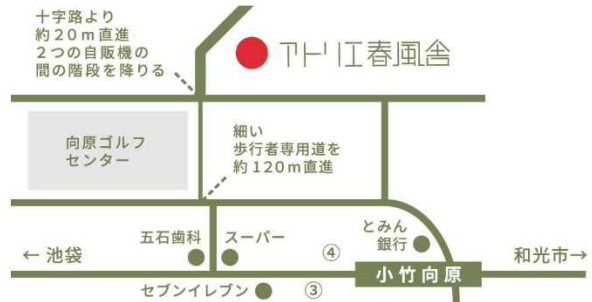 十字路より
約20m直進
2つの自販機の
間の階段を降りる
アトリエ春風舎
向原ゴルフ
センター
細い
歩行者専用道を
約120m直進
五石歯科
スーパー
とみん
銀行
④
← 池袋
和光市→
小竹向原
セブンイレブン
③